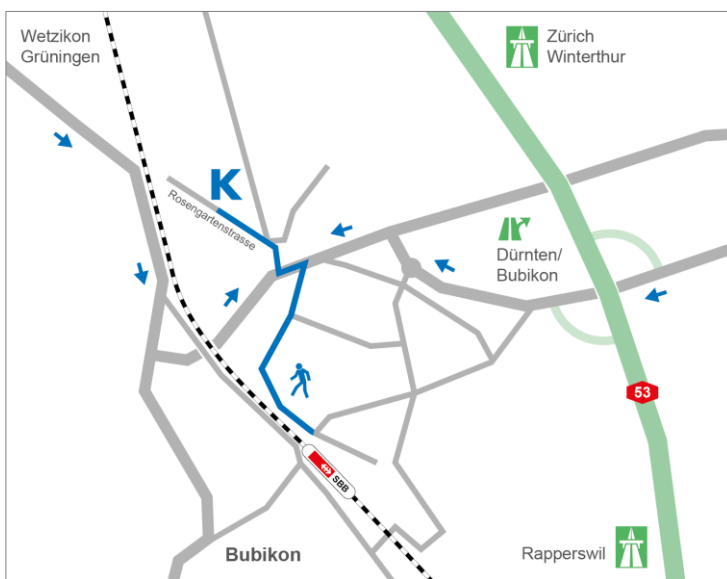 Wetzikon
Grüningen
Zürich
Winterthur
K
Rosengartenstrasse
Dürnten/
Bubikon
53
SBB
Bubikon
Rapperswil